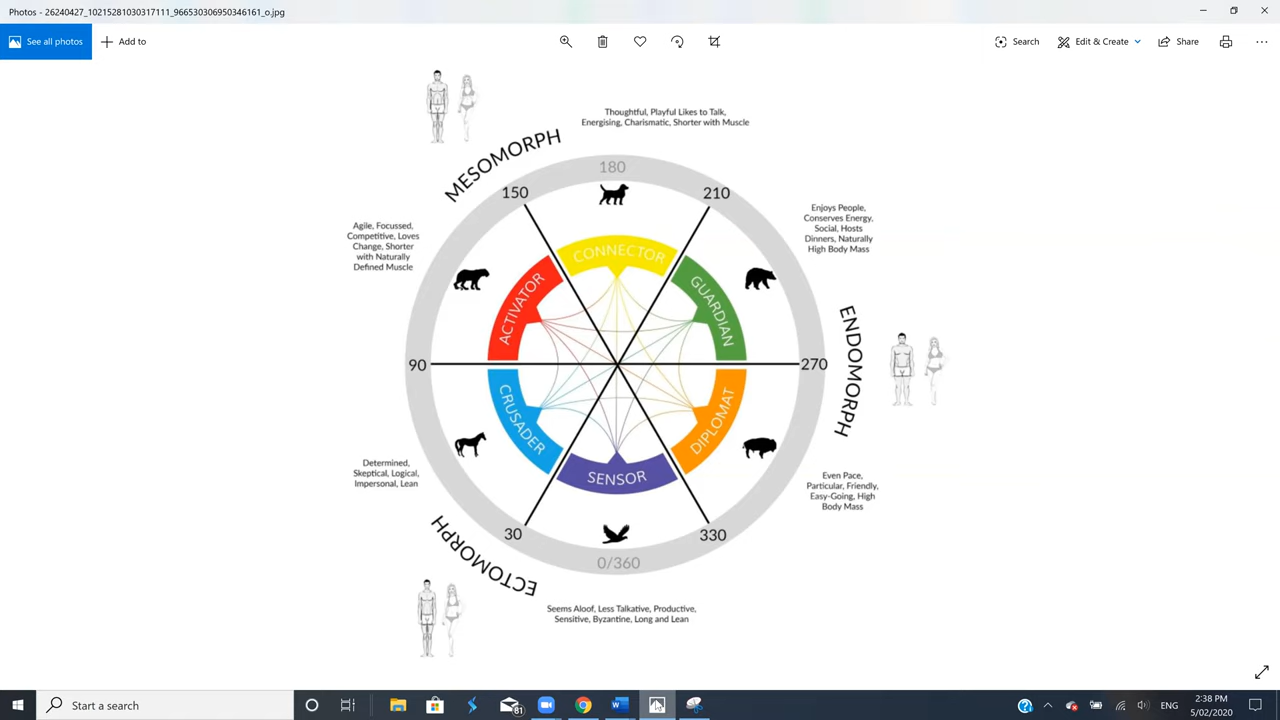 Photos - 26240427_10215281030317111_966530306950346161_o.jpg
See all photos
Add to
Search
Edit & Create
Share
Thoughtful, Playful Likes to Talk,
Energising, Charismatic, Shorter with Muscle
MESOMORPH
180
150
210
Agile, Focussed,
Competitive, Loves
Change, Shorter
with Naturally
Defined Muscle
Enjoys People,
Conserves Energy,
Social, Hosts
Dinners, Naturally
High Body Mass
CONNECTOR
ACTIVATOR
GUARDIAN
ENDOMORPH
90
270
CRUSADER
DIPLOMAT
SENSOR
Determined,
Skeptical, Logical,
Impersonal, Lean
Even Pace,
Particular, Friendly,
Easy-Going, High
Body Mass
30
330
0/360
ECTOMORPH
Seems Aloof, Less Talkative, Productive,
Sensitive, Byzantine, Long and Lean
Start a search
81
ENG
2:38 PM
5/02/2020